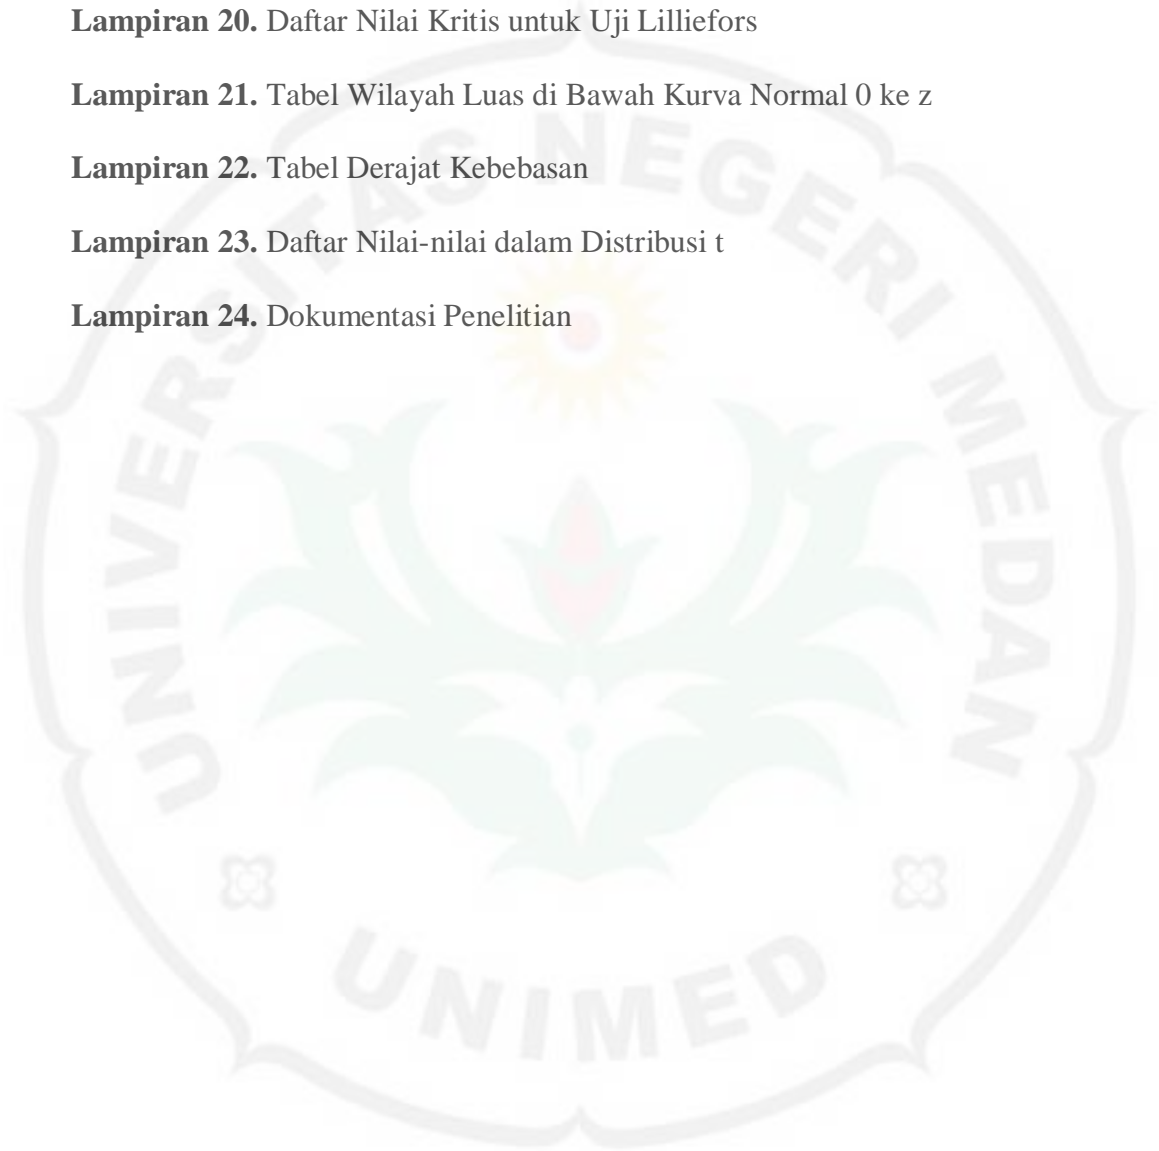 Lampiran 20. Daftar Nilai Kritis untuk Uji Lilliefors
Lampiran 21. Tabel Wilayah Luas di Bawah Kurva Normal 0 ke z
Lampiran 22. Tabel Derajat Kebebasan
Lampiran 23. Daftar Nilai-nilai dalam Distribusi t
Lampiran 24. Dokumentasi Penelitian
UNIVERSITAS NEGERI MEDAN
UNIMED